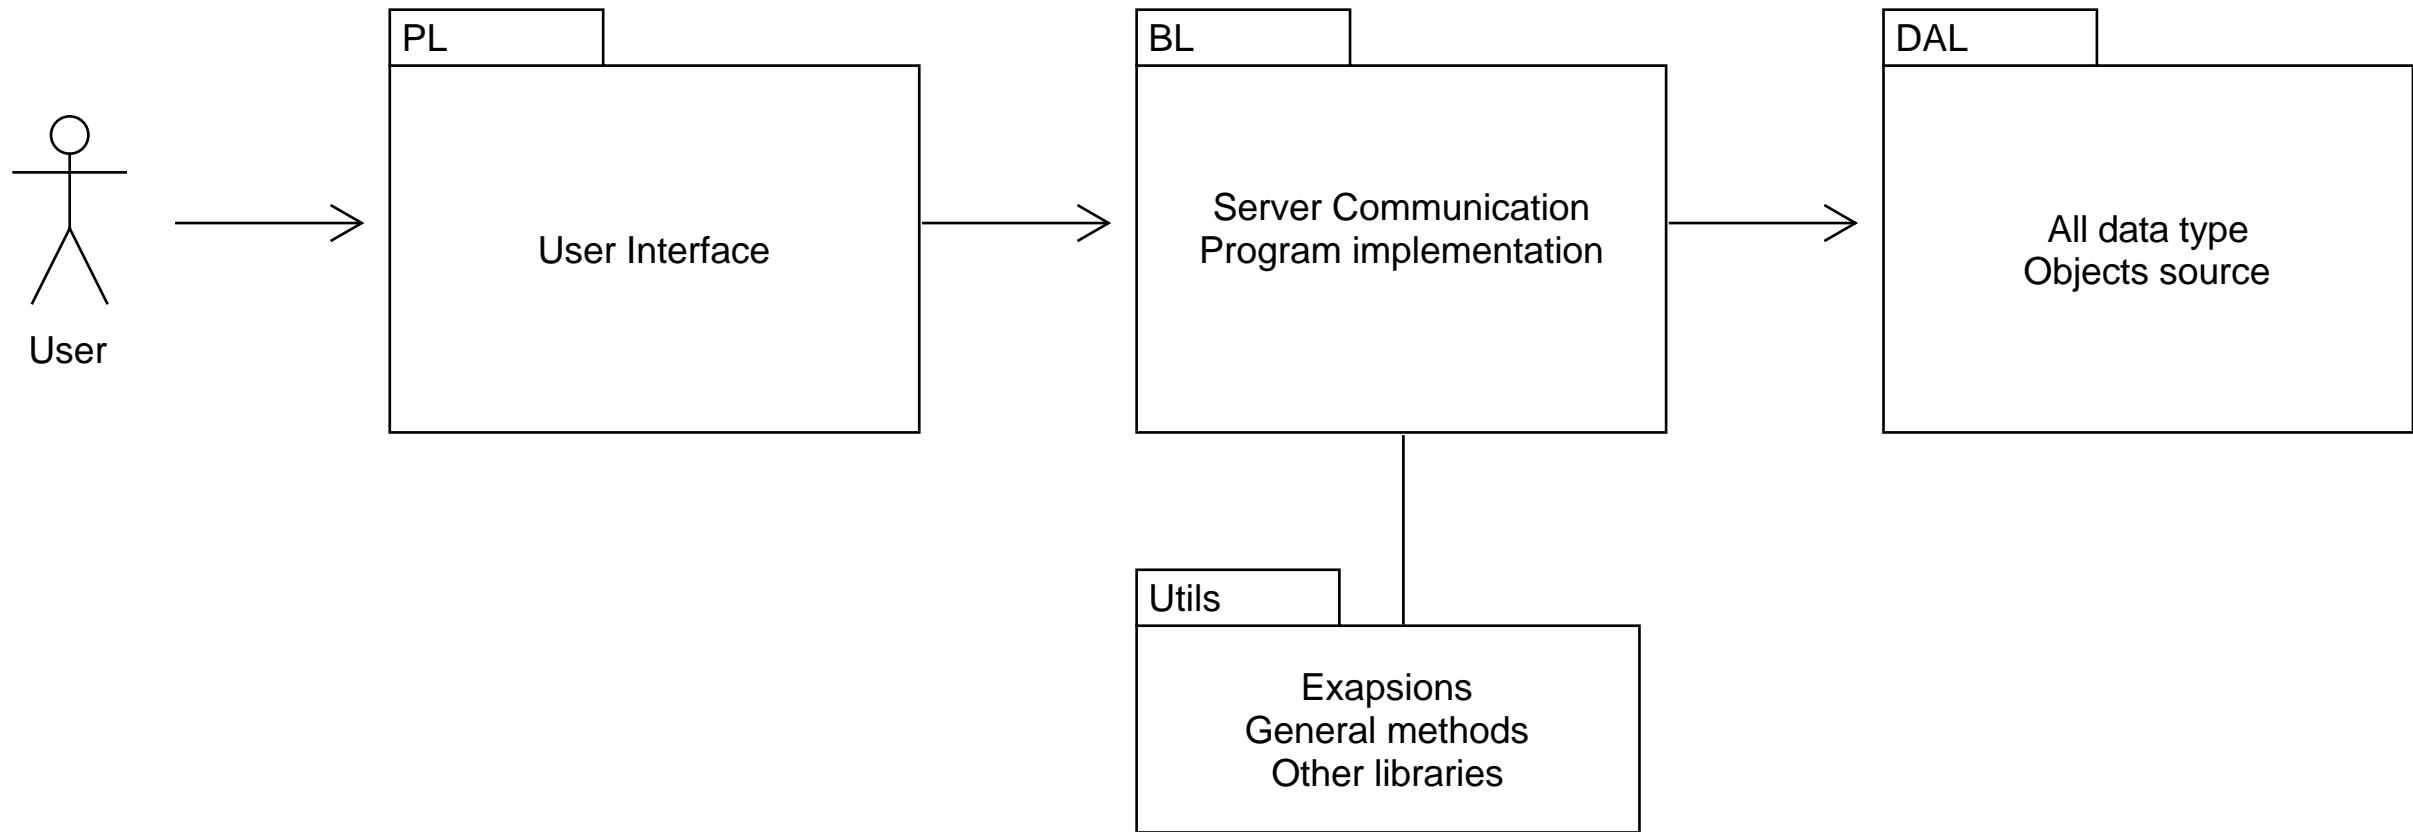 PL
BL
DAL
User Interface
Server Communication
Program implementation
All data type
Objects source
User
Utils
Exapsions
General methods
Other libraries